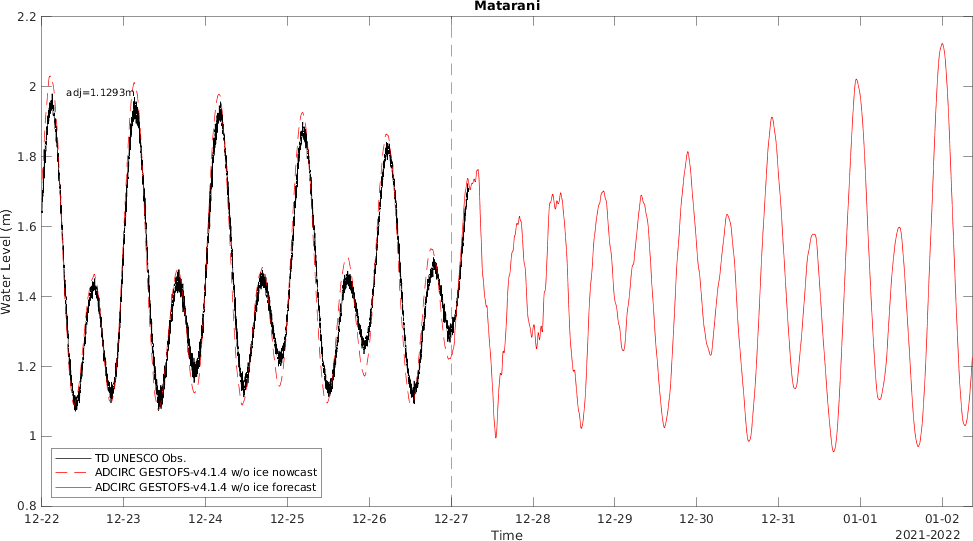 Matarani
2.2
2
1.8
1.6
1.4
1.2
1
0.8
Water Level (m)
adj=1.1293m
TD UNESCO Obs.
ADCIRC GESTOFS-v4.1.4 w/o ice nowcast
ADCIRC GESTOFS-v4.1.4 w/o ice forecast
12-22 12-23 12-24 12-25 12-26 12-27 12-28 12-29 12-30 12-31 01-01 01-02
Time
2021-2022